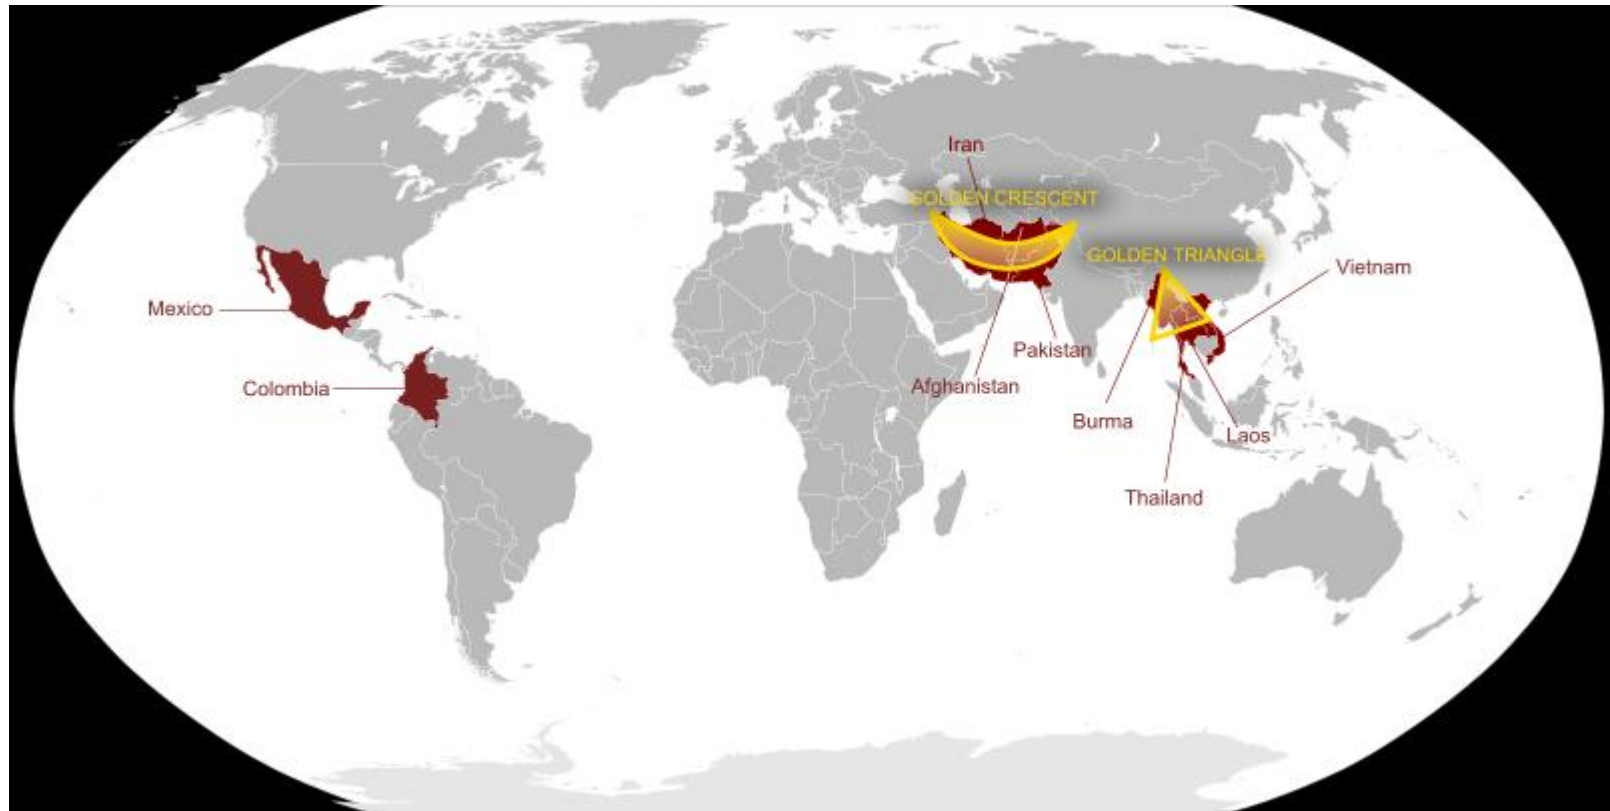 Iran
GOLDEN CRESCENT
GOLDEN TRIANGLE
Vietnam
Mexico
Pakistan
Colombia
Afghanistan
Burma
Laos
Thailand